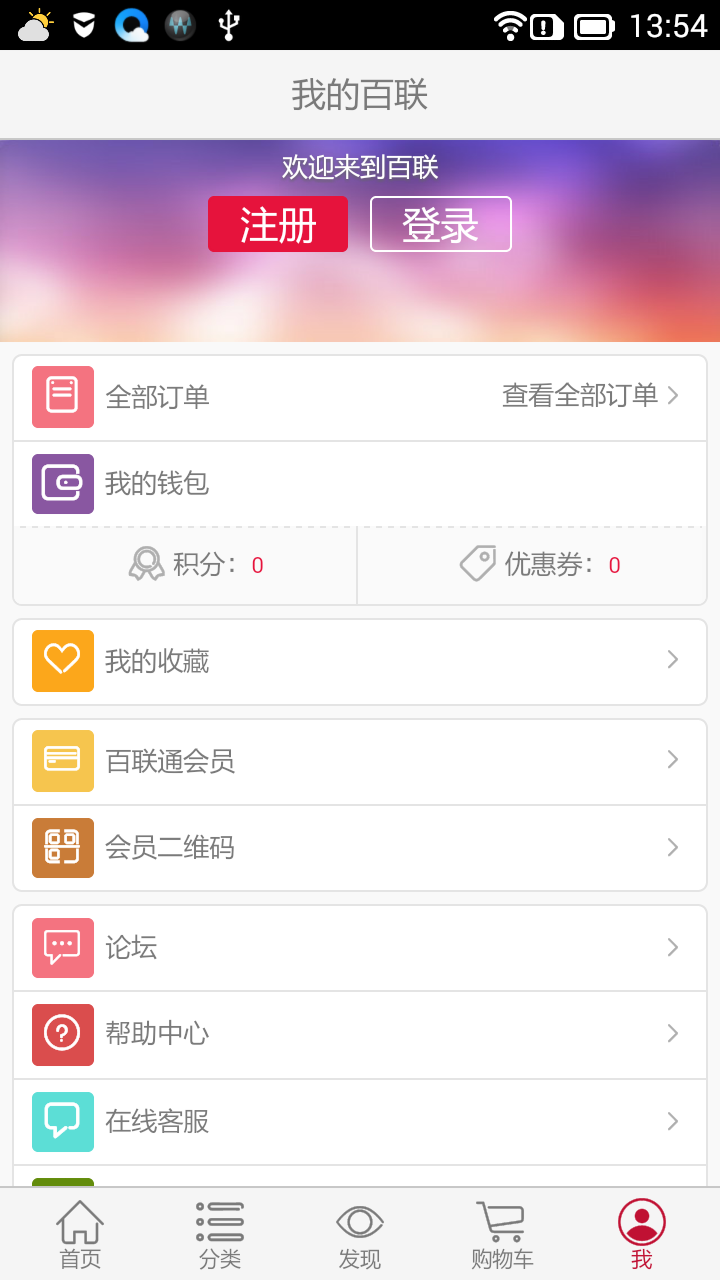 13:54
我的百联
欢迎来到百联
注册 登录
全部订单 查看全部订单
我的钱包
积分：0 优惠券：0
我的收藏
百联通会员
会员二维码
论坛
帮助中心
在线客服
首页 分类 发现 购物车 我